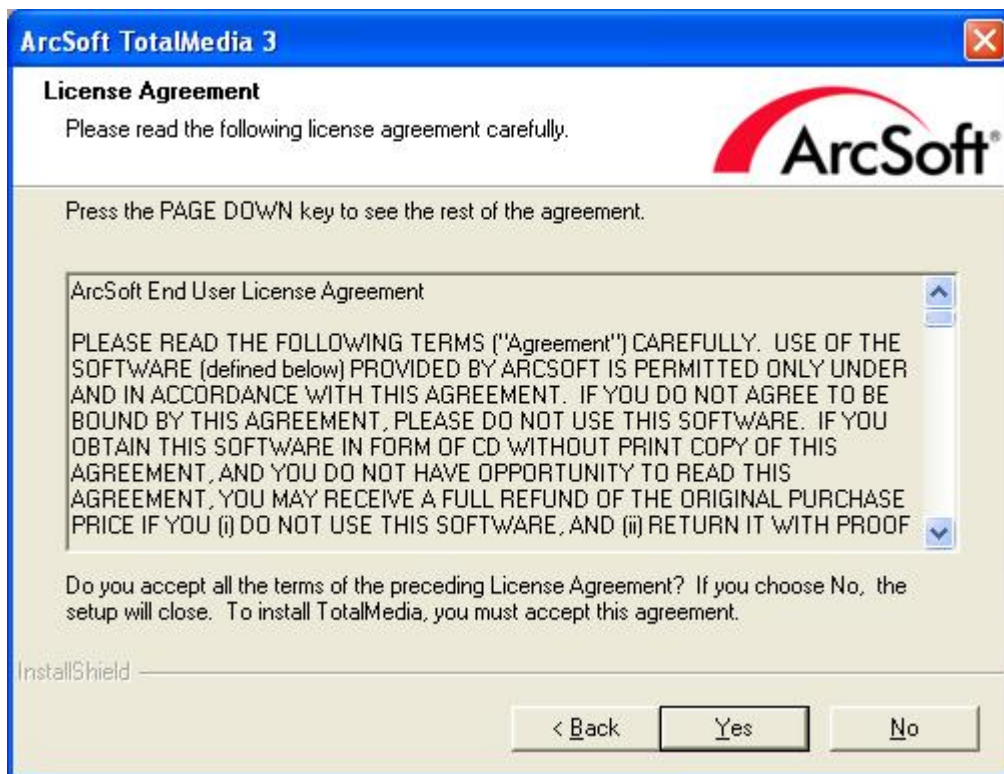 ArcSoft TotalMedia 3
License Agreement
Please read the following license agreement carefully.
ArcSoft®
Press the PAGE DOWN key to see the rest of the agreement.
ArcSoft End User License Agreement
PLEASE READ THE FOLLOWING TERMS ("Agreement") CAREFULLY. USE OF THE
SOFTWARE (defined below) PROVIDED BY ARCSOFT IS PERMITTED ONLY UNDER
AND IN ACCORDANCE WITH THIS AGREEMENT. IF YOU DO NOT AGREE TO BE
BOUND BY THIS AGREEMENT, PLEASE DO NOT USE THIS SOFTWARE. IF YOU
OBTAIN THIS SOFTWARE IN FORM OF CD WITHOUT PRINT COPY OF THIS
AGREEMENT, AND YOU DO NOT HAVE OPPORTUNITY TO READ THIS
AGREEMENT, YOU MAY RECEIVE A FULL REFUND OF THE ORIGINAL PURCHASE
PRICE IF YOU (i) DO NOT USE THIS SOFTWARE, AND (ii) RETURN IT WITH PROOF
Do you accept all the terms of the preceding License Agreement? If you choose No, the
setup will close. To install TotalMedia, you must accept this agreement.
InstallShield
< Back
Yes
No